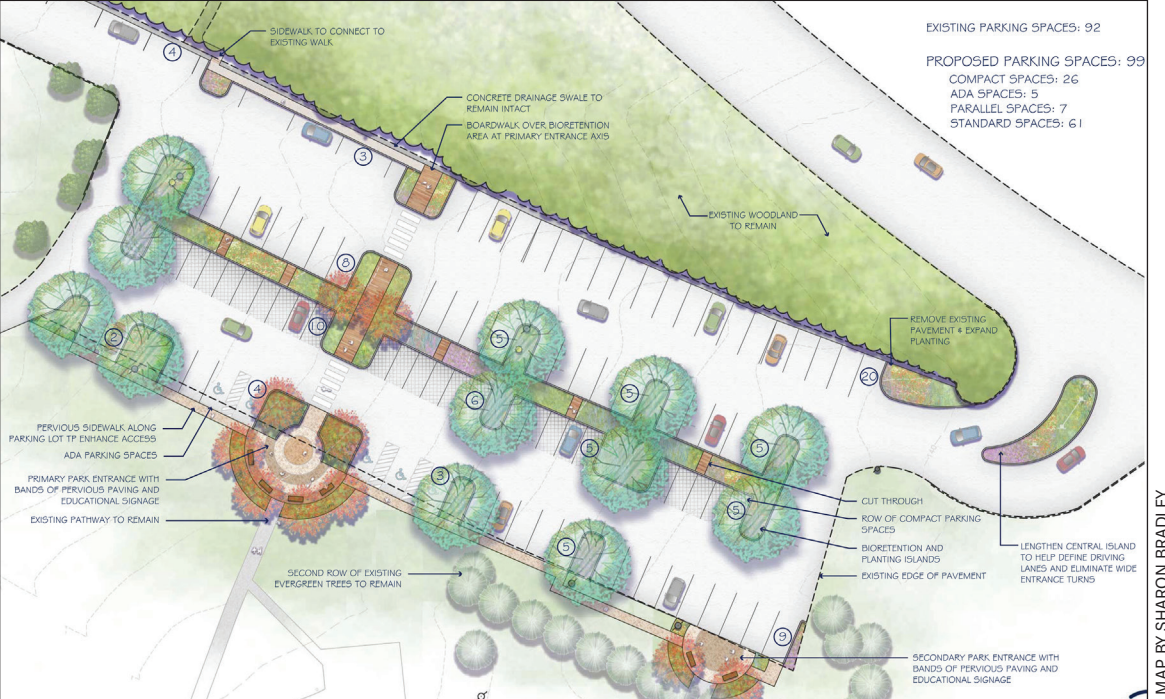 EXISTING PARKING SPACES: 92
PROPOSED PARKING SPACES: 99
COMPACT SPACES: 26
ADA SPACES: 5
PARALLEL SPACES: 7
STANDARD SPACES: 61
SIDEWALK TO CONNECT TO
EXISTING WALK
4
CONCRETE DRAINAGE SWALE TO
REMAIN INTACT
BOARDWALK OVER BIORETENTION
AREA AT PRIMARY ENTRANCE AXIS
3
EXISTING WOODLAND
TO REMAIN
8
10
REMOVE EXISTING
PAVEMENT & EXPAND
PLANTING
20
2
4
5
6
5
5
5
5
3
5
9
PERVIOUS SIDEWALK ALONG
PARKING LOT TP ENHANCE ACCESS
ADA PARKING SPACES
PRIMARY PARK ENTRANCE WITH
BANDS OF PERVIOUS PAVING AND
EDUCATIONAL SIGNAGE
EXISTING PATHWAY TO REMAIN
SECOND ROW OF EXISTING
EVERGREEN TREES TO REMAIN
CUT THROUGH
ROW OF COMPACT PARKING
SPACES
BIORETENTION AND
PLANTING ISLANDS
EXISTING EDGE OF PAVEMENT
LENGTHEN CENTRAL ISLAND
TO HELP DEFINE DRIVING
LANES AND ELIMINATE WIDE
ENTRANCE TURNS
SECONDARY PARK ENTRANCE WITH
BANDS OF PERVIOUS PAVING AND
EDUCATIONAL SIGNAGE
MAP BY SHARON BRADLEY